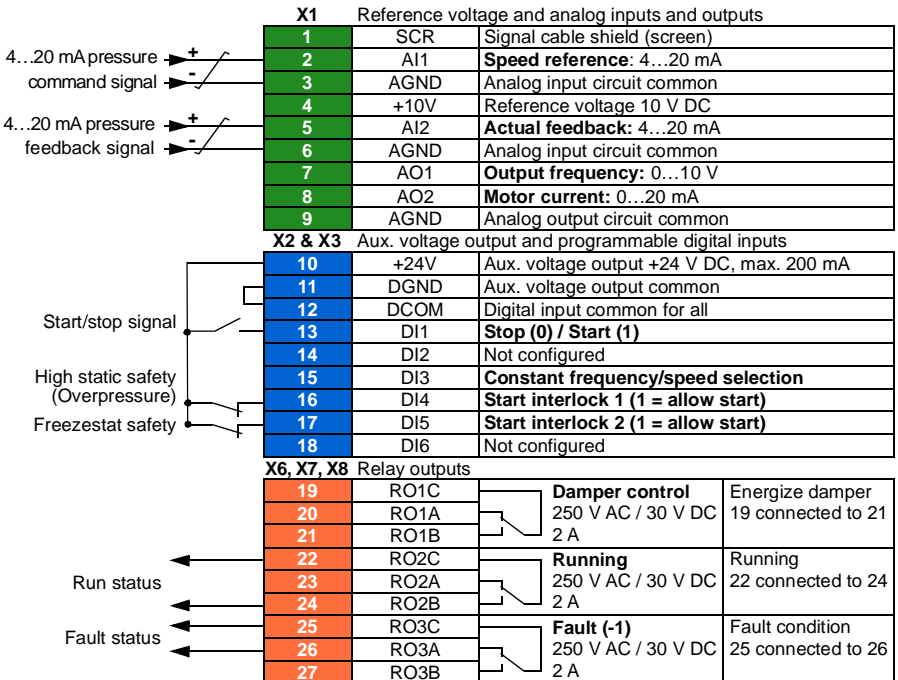 X1 Reference voltage and analog inputs and outputs
1 SCR Signal cable shield (screen)
4…20 mA pressure + 2 AI1 Speed reference: 4…20 mA
command signal - 3 AGND Analog input circuit common
4 +10V Reference voltage 10 V DC
4…20 mA pressure + 5 AI2 Actual feedback: 4…20 mA
feedback signal - 6 AGND Analog input circuit common
7 AO1 Output frequency: 0…10 V
8 AO2 Motor current: 0…20 mA
9 AGND Analog output circuit common
X2 & X3 Aux. voltage output and programmable digital inputs
10 +24V Aux. voltage output +24 V DC, max. 200 mA
11 DGND Aux. voltage output common
12 DCOM Digital input common for all
Start/stop signal 13 DI1 Stop (0) / Start (1)
14 DI2 Not configured
High static safety 15 DI3 Constant frequency/speed selection
(Overpressure) 16 DI4 Start interlock 1 (1 = allow start)
Freezestat safety 17 DI5 Start interlock 2 (1 = allow start)
18 DI6 Not configured
X6, X7, X8 Relay outputs
19 RO1C Damper control Energize damper
20 RO1A 250 V AC / 30 V DC 19 connected to 21
21 RO1B 2 A
22 RO2C Running Running
Run status 23 RO2A 250 V AC / 30 V DC 22 connected to 24
24 RO2B 2 A
25 RO3C Fault (-1) Fault condition
Fault status 26 RO3A 250 V AC / 30 V DC 25 connected to 26
27 RO3B 2 A